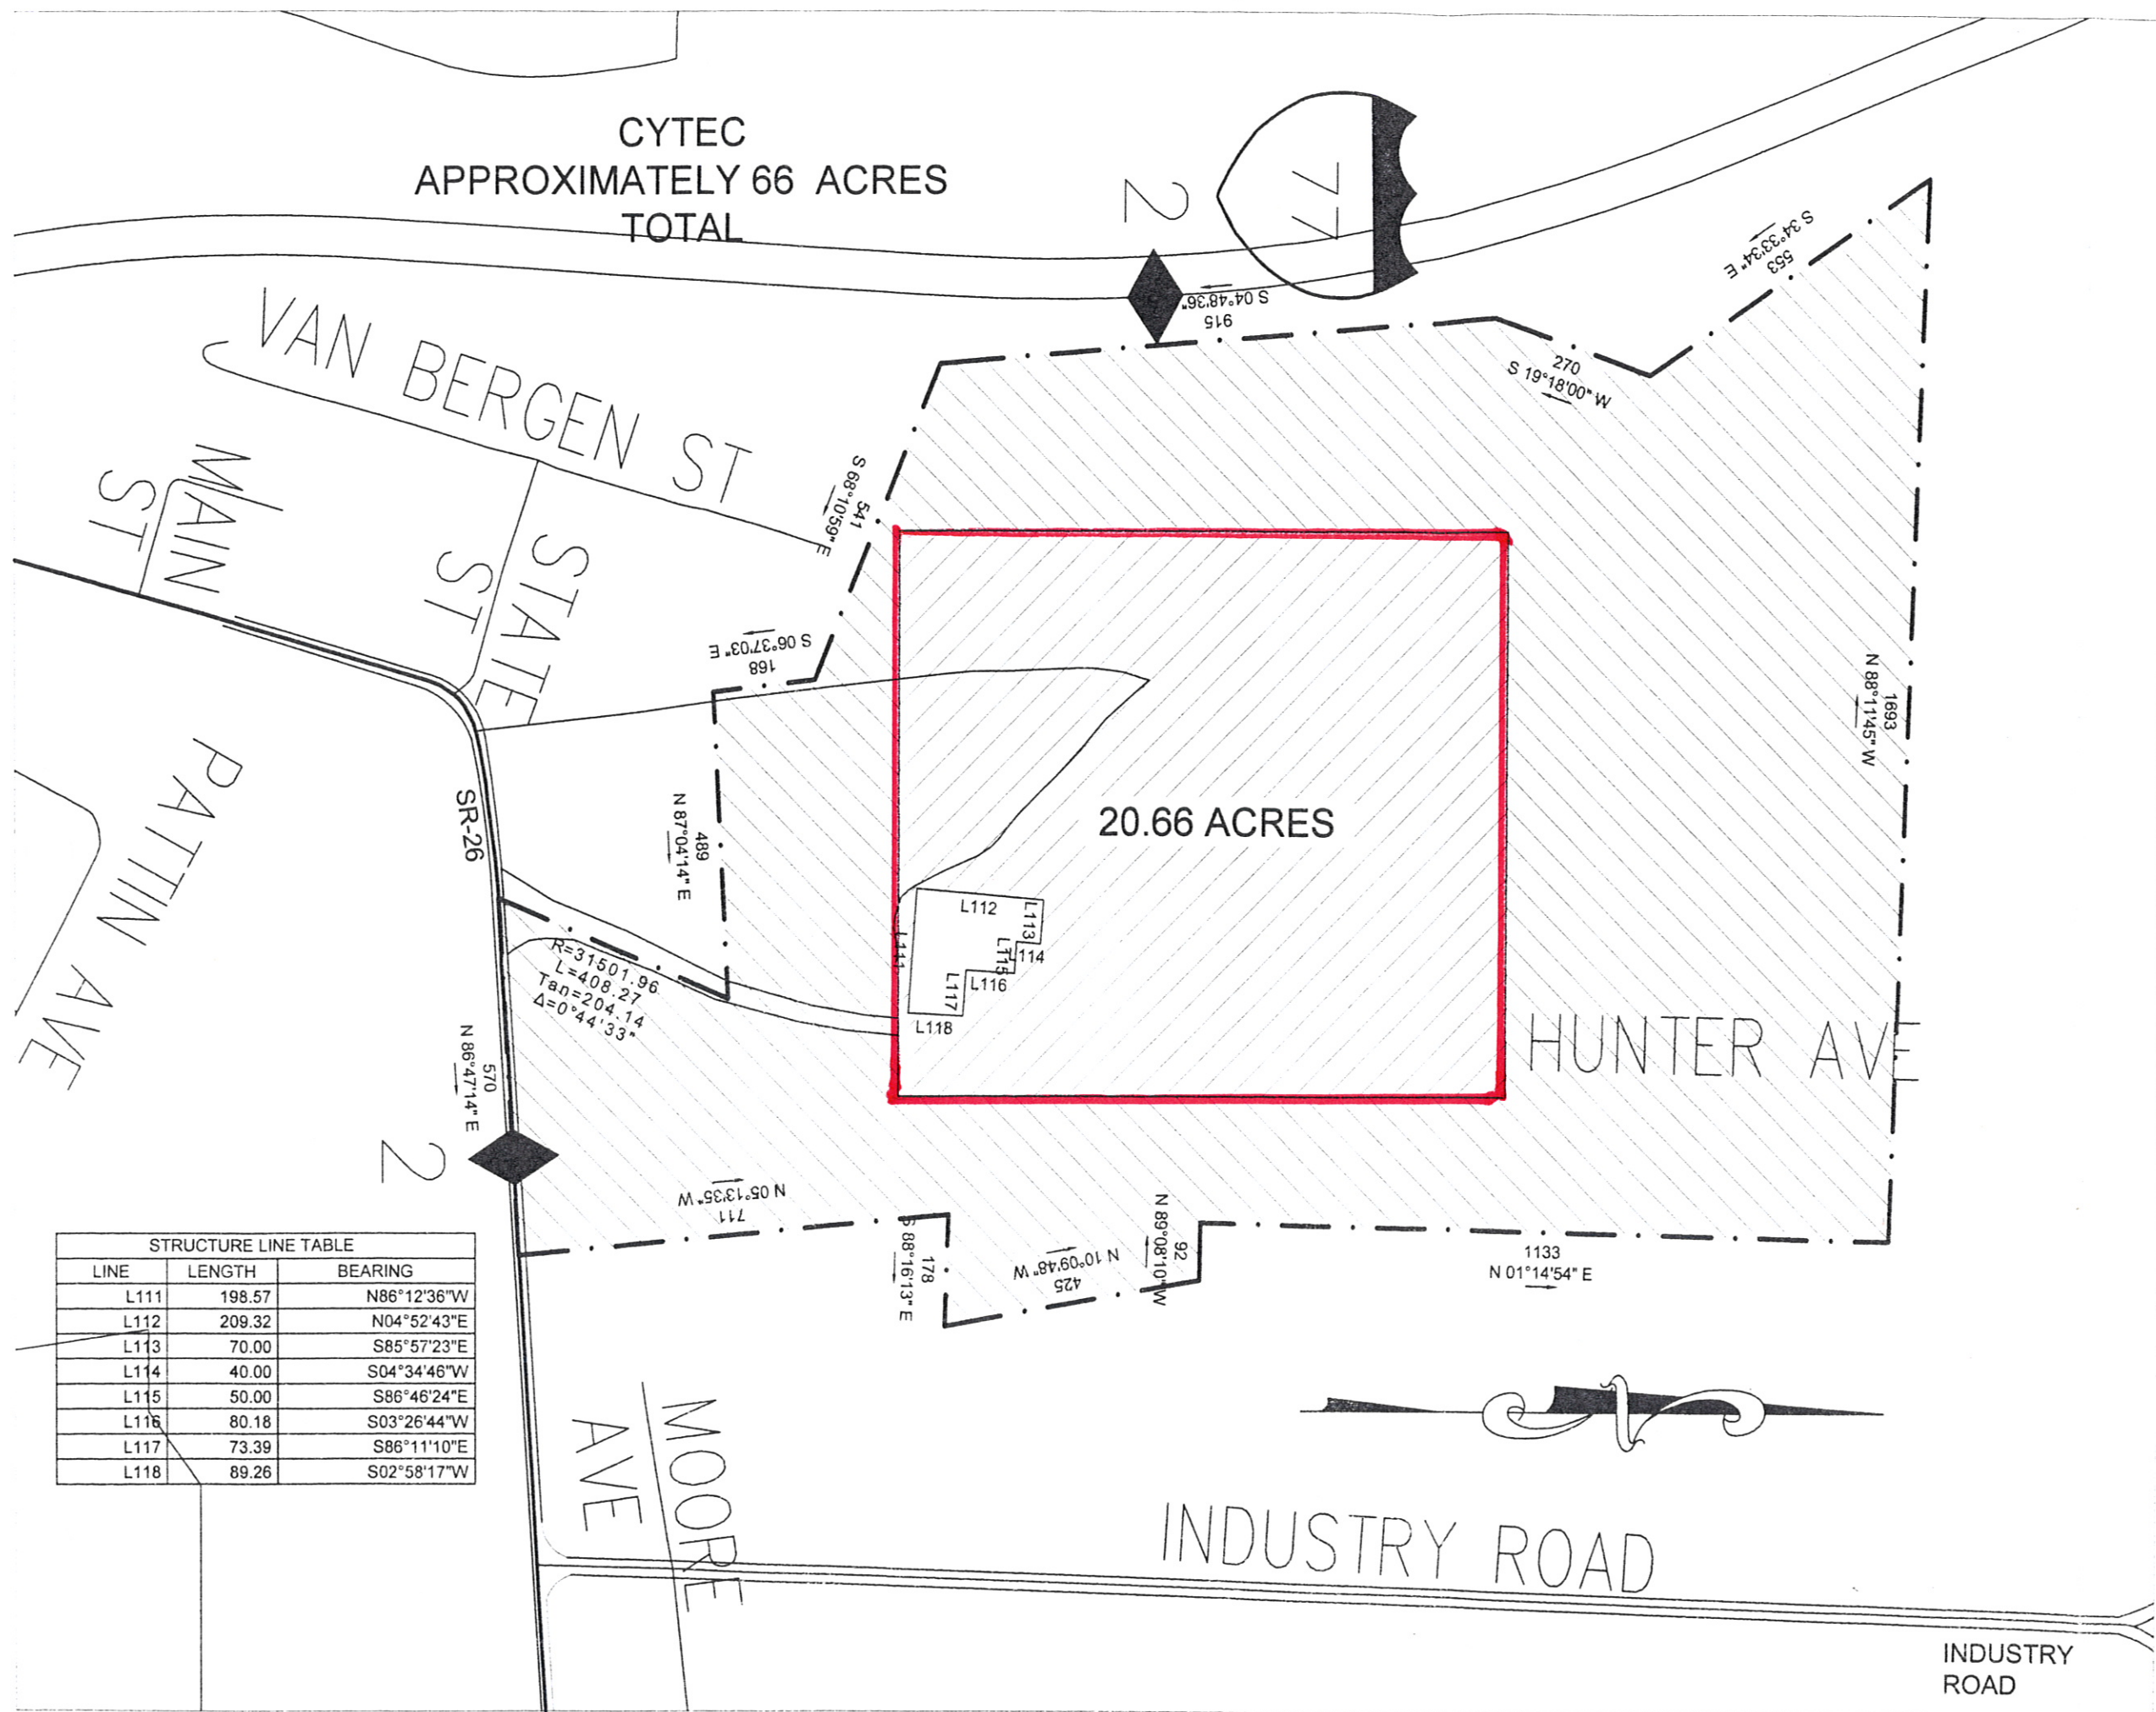 CYTEC
APPROXIMATELY 66 ACRES
TOTAL
77
2
S 04°48'36"
915
S 34°33'34" E
553
270
S 19°18'00" W
VAN BERGEN ST
MAIN
ST
STATE
ST
541
S 68°10'59" E
S 06°37'03" E
168
1693
N 88°11'45" W
PATTIN AVE
SR-26
489
N 87°04'14" E
20.66 ACRES
L111
L112
L113
L114
L115
L116
L117
L118
R=31501.96
L=408.27
Tan=204.14
Δ=0°44'33"
HUNTER AVE
570
N 86°47'14" E
2
N 05°13'35" W
711
178
S 88°16'13" E
N 10°09'48" W
425
92
N 89°08'10" W
1133
N 01°14'54" E
STRUCTURE LINE TABLE
LINE LENGTH BEARING
L111 198.57 N86°12'36"W
L112 209.32 N04°52'43"E
L113 70.00 S85°57'23"E
L114 40.00 S04°34'46"W
L115 50.00 S86°46'24"E
L116 80.18 S03°26'44"W
L117 73.39 S86°11'10"E
L118 89.26 S02°58'17"W
MOORE
AVE
N
INDUSTRY ROAD
INDUSTRY
ROAD